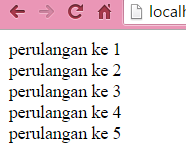 localh
perulangan ke 1
perulangan ke 2
perulangan ke 3
perulangan ke 4
perulangan ke 5